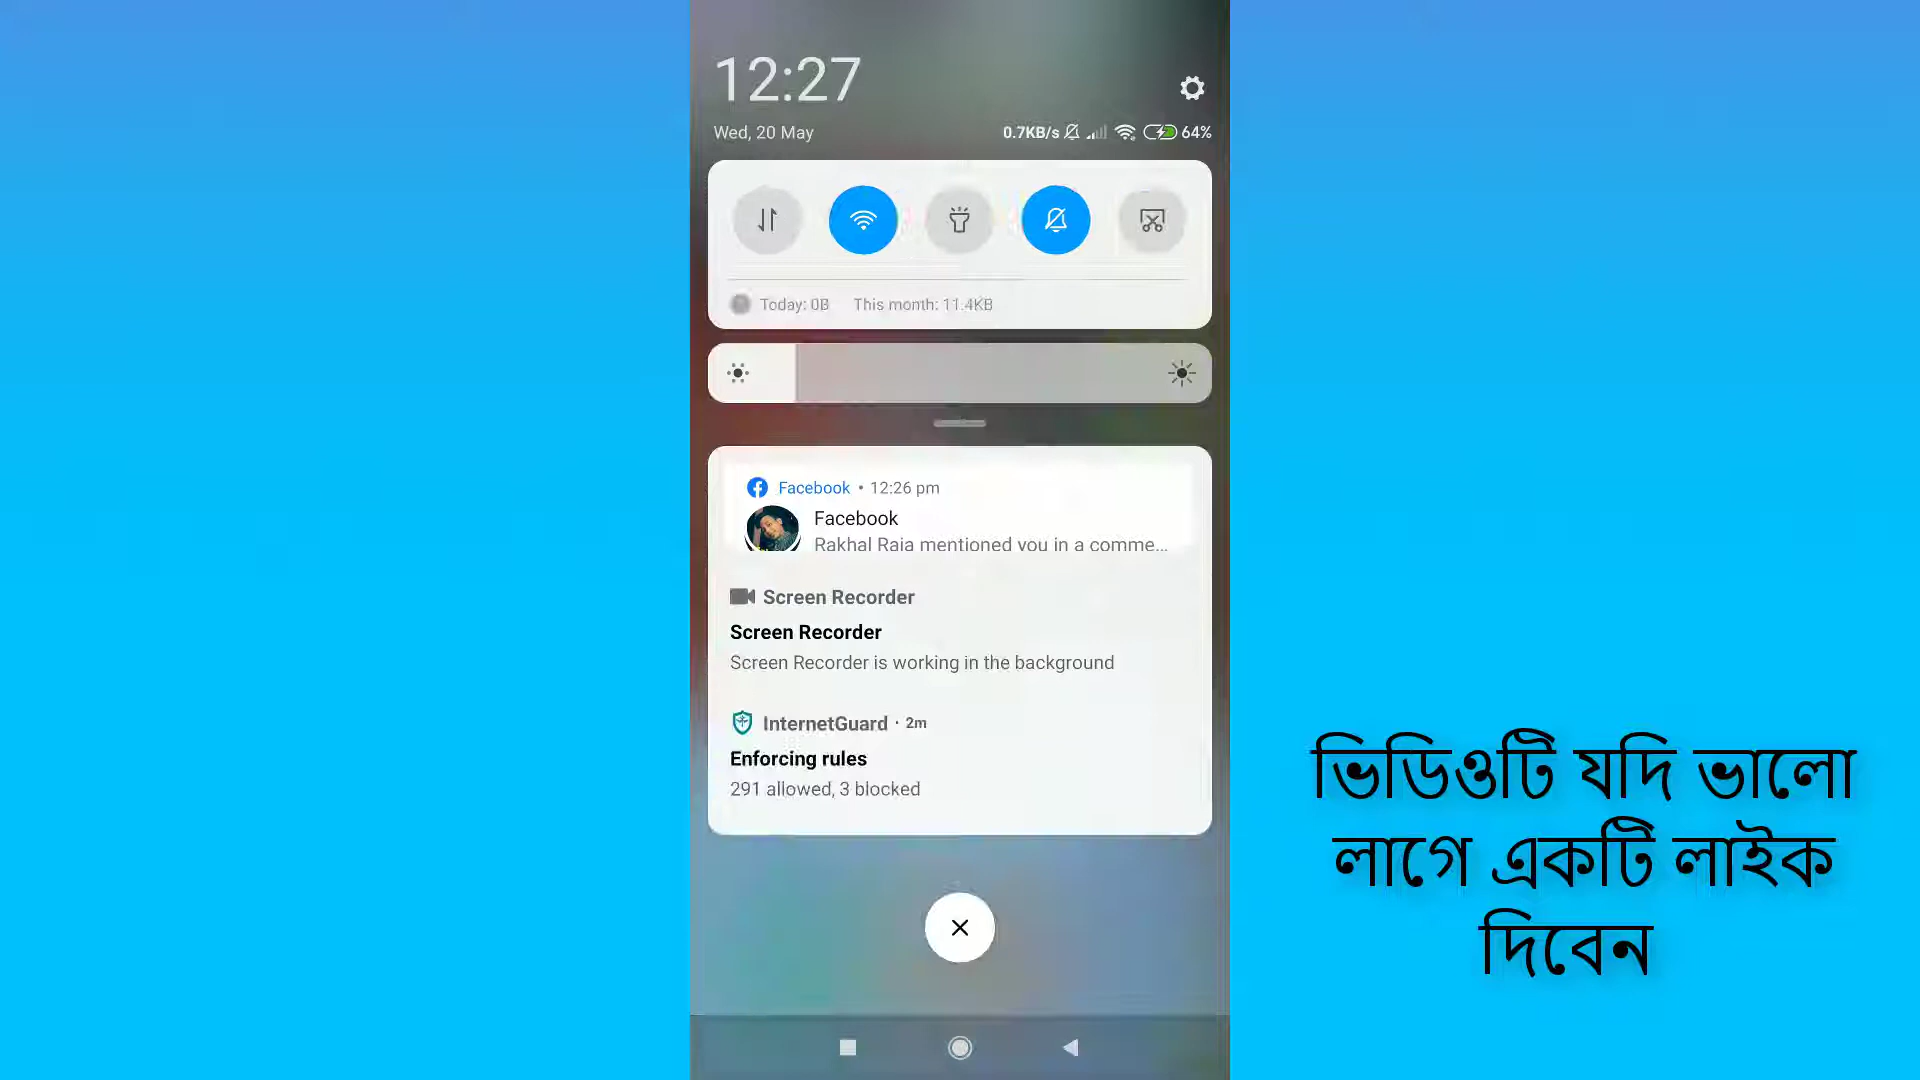 12:27
Wed, 20 May
0.7KB/s 64%
Today: 0B This month: 11.4KB
Facebook • 12:26 pm
Facebook
Rakhal Raja mentioned you in a comme...
Screen Recorder
Screen Recorder
Screen Recorder is working in the background
InternetGuard · 2m
Enforcing rules
291 allowed, 3 blocked
ভিডিওটি যদি ভালো
লাগে একটি লাইক
দিবেন